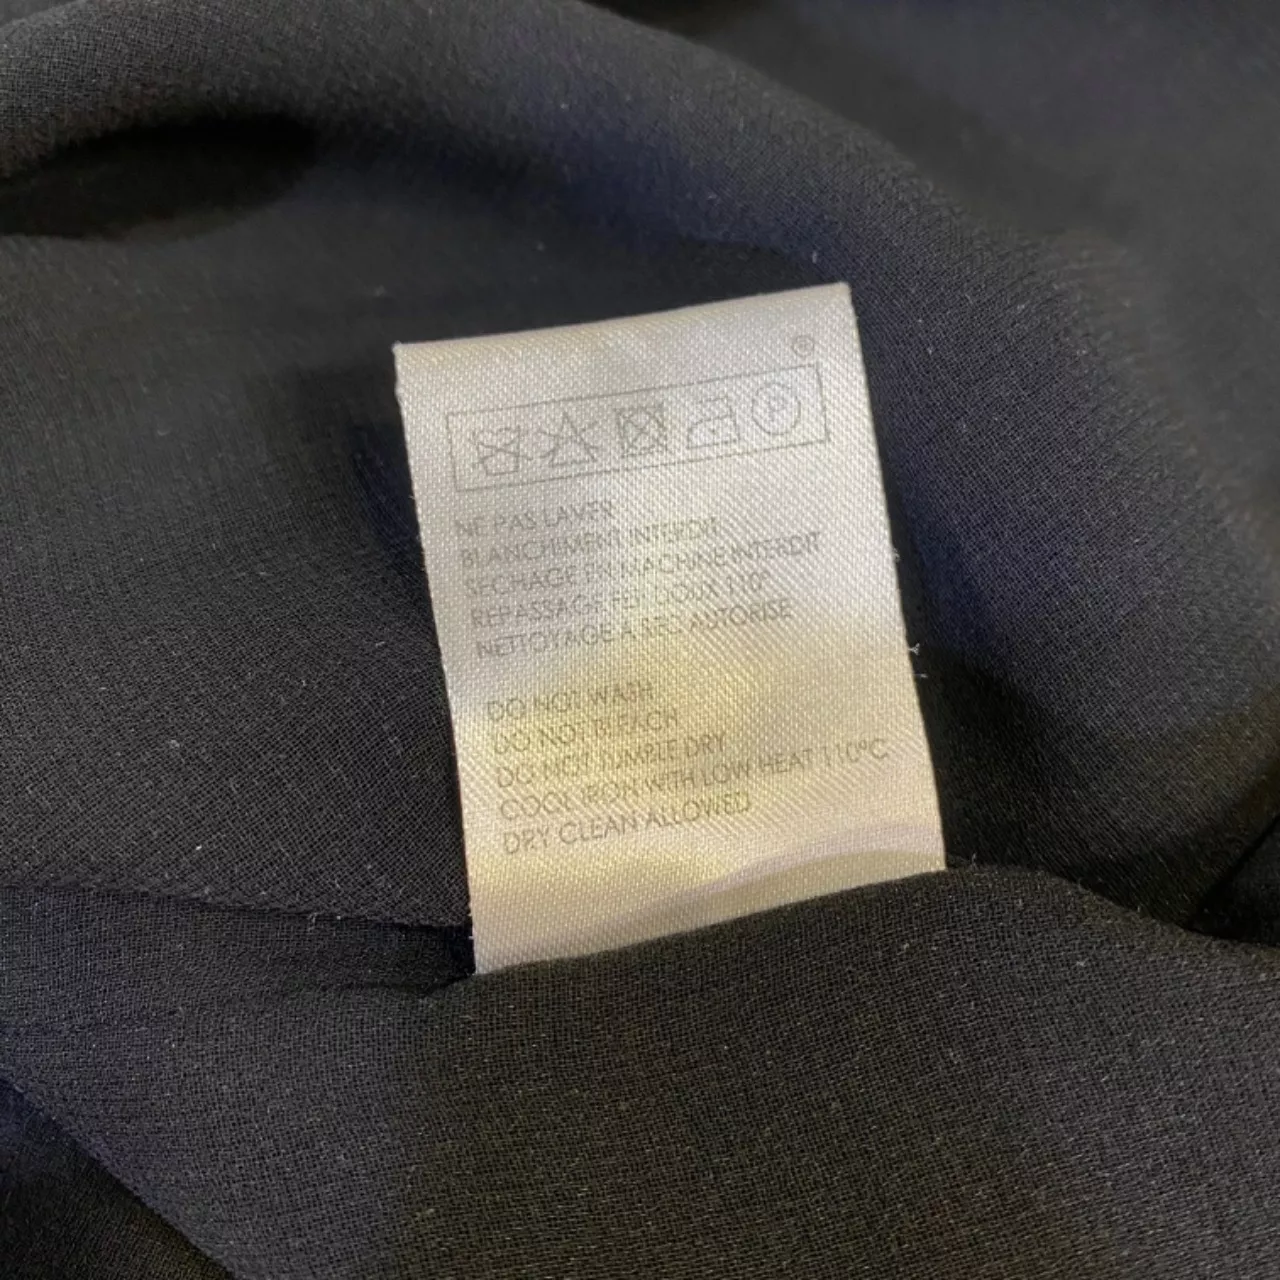 ®
P
NE PAS LAVER
BLANCHIMENT INTERDIT
SECHAGE EN MACHINE INTERDIT
REPASSAGE FER DOUX 110°
NETTOYAGE A SEC AUTORISE
DO NOT WASH
DO NOT BLEACH
DO NOT TUMBLE DRY
COOL IRON WITH LOW HEAT 110°C
DRY CLEAN ALLOWED